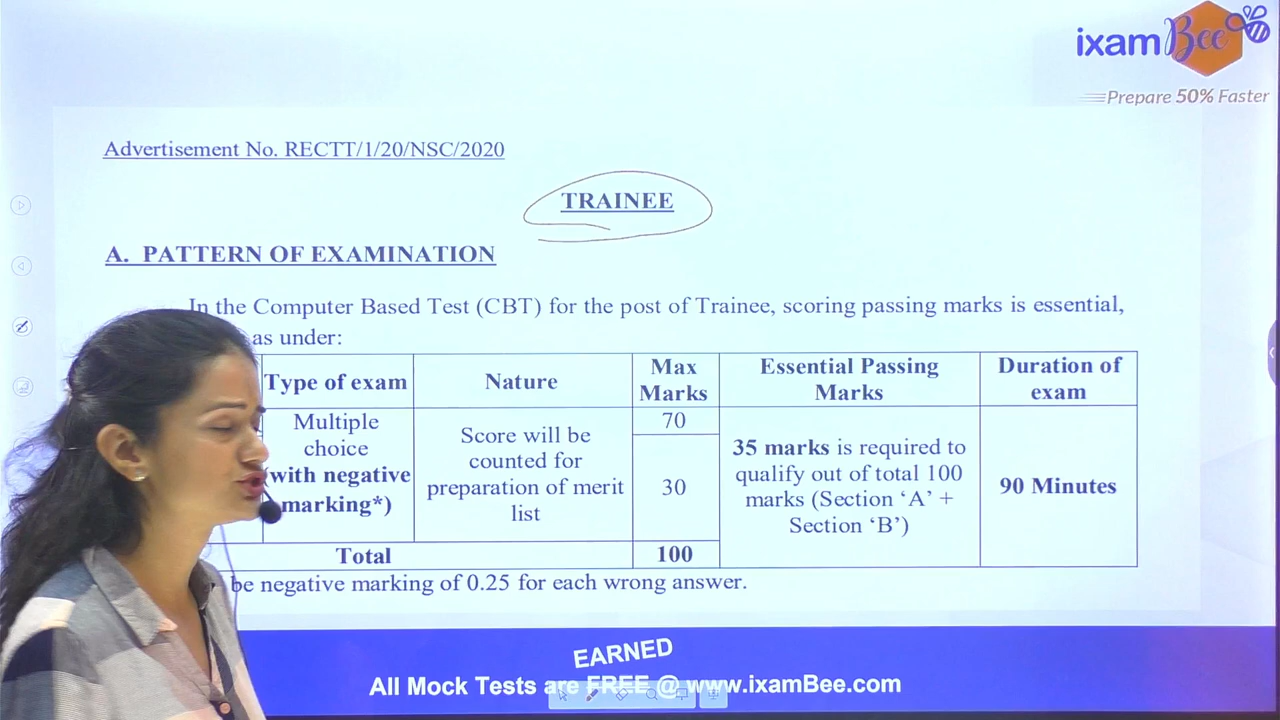 ixamBee
Prepare 50% Faster
Advertisement No. RECTT/1/20/NSC/2020
TRAINEE
A. PATTERN OF EXAMINATION
In the Computer Based Test (CBT) for the post of Trainee, scoring passing marks is essential,
as under:
Type of exam
Nature
Max
Marks
Essential Passing
Marks
Duration of
exam
Multiple
choice
(with negative
marking*)
Score will be
counted for
preparation of merit
list
70
30
35 marks is required to
qualify out of total 100
marks (Section ‘A’ +
Section ‘B’)
90 Minutes
Total
100
be negative marking of 0.25 for each wrong answer.
EARNED
All Mock Tests are FREE @ www.ixamBee.com